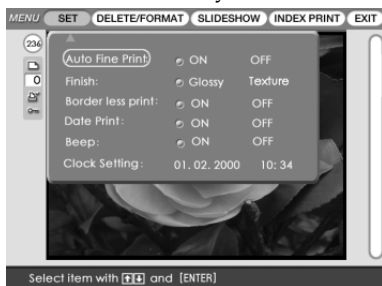 MENU SET DELETE/FORMAT SLIDESHOW INDEX PRINT EXIT
236
Auto Fine Print ON OFF
0
Finish: Glossy Texture
Border less print: ON OFF
Date Print: ON OFF
Beep: ON OFF
Clock Setting: 01. 02. 2000 10: 34
Select item with and [ENTER]